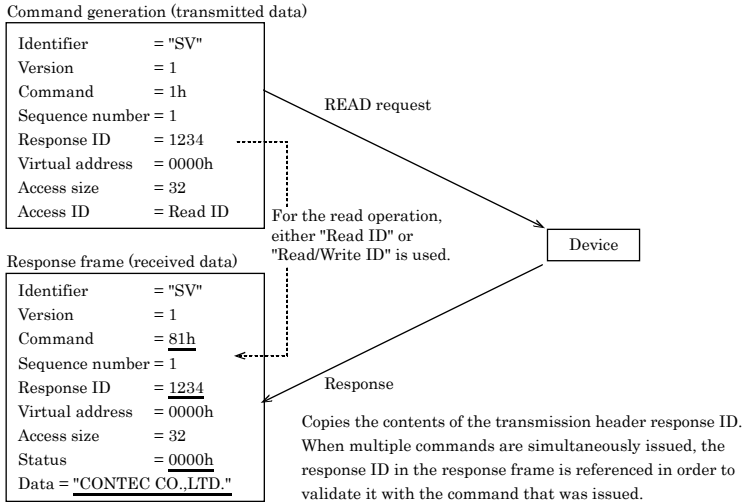 Command generation (transmitted data)
Identifier = "SV"
Version = 1
Command = 1h
Sequence number = 1
Response ID = 1234
Virtual address = 0000h
Access size = 32
Access ID = Read ID
READ request
For the read operation,
either "Read ID" or
"Read/Write ID" is used.
Device
Response frame (received data)
Identifier = "SV"
Version = 1
Command = 81h
Sequence number = 1
Response ID = 1234
Virtual address = 0000h
Access size = 32
Status = 0000h
Data = "CONTEC CO.,LTD."
Response
Copies the contents of the transmission header response ID.
When multiple commands are simultaneously issued, the
response ID in the response frame is referenced in order to
validate it with the command that was issued.